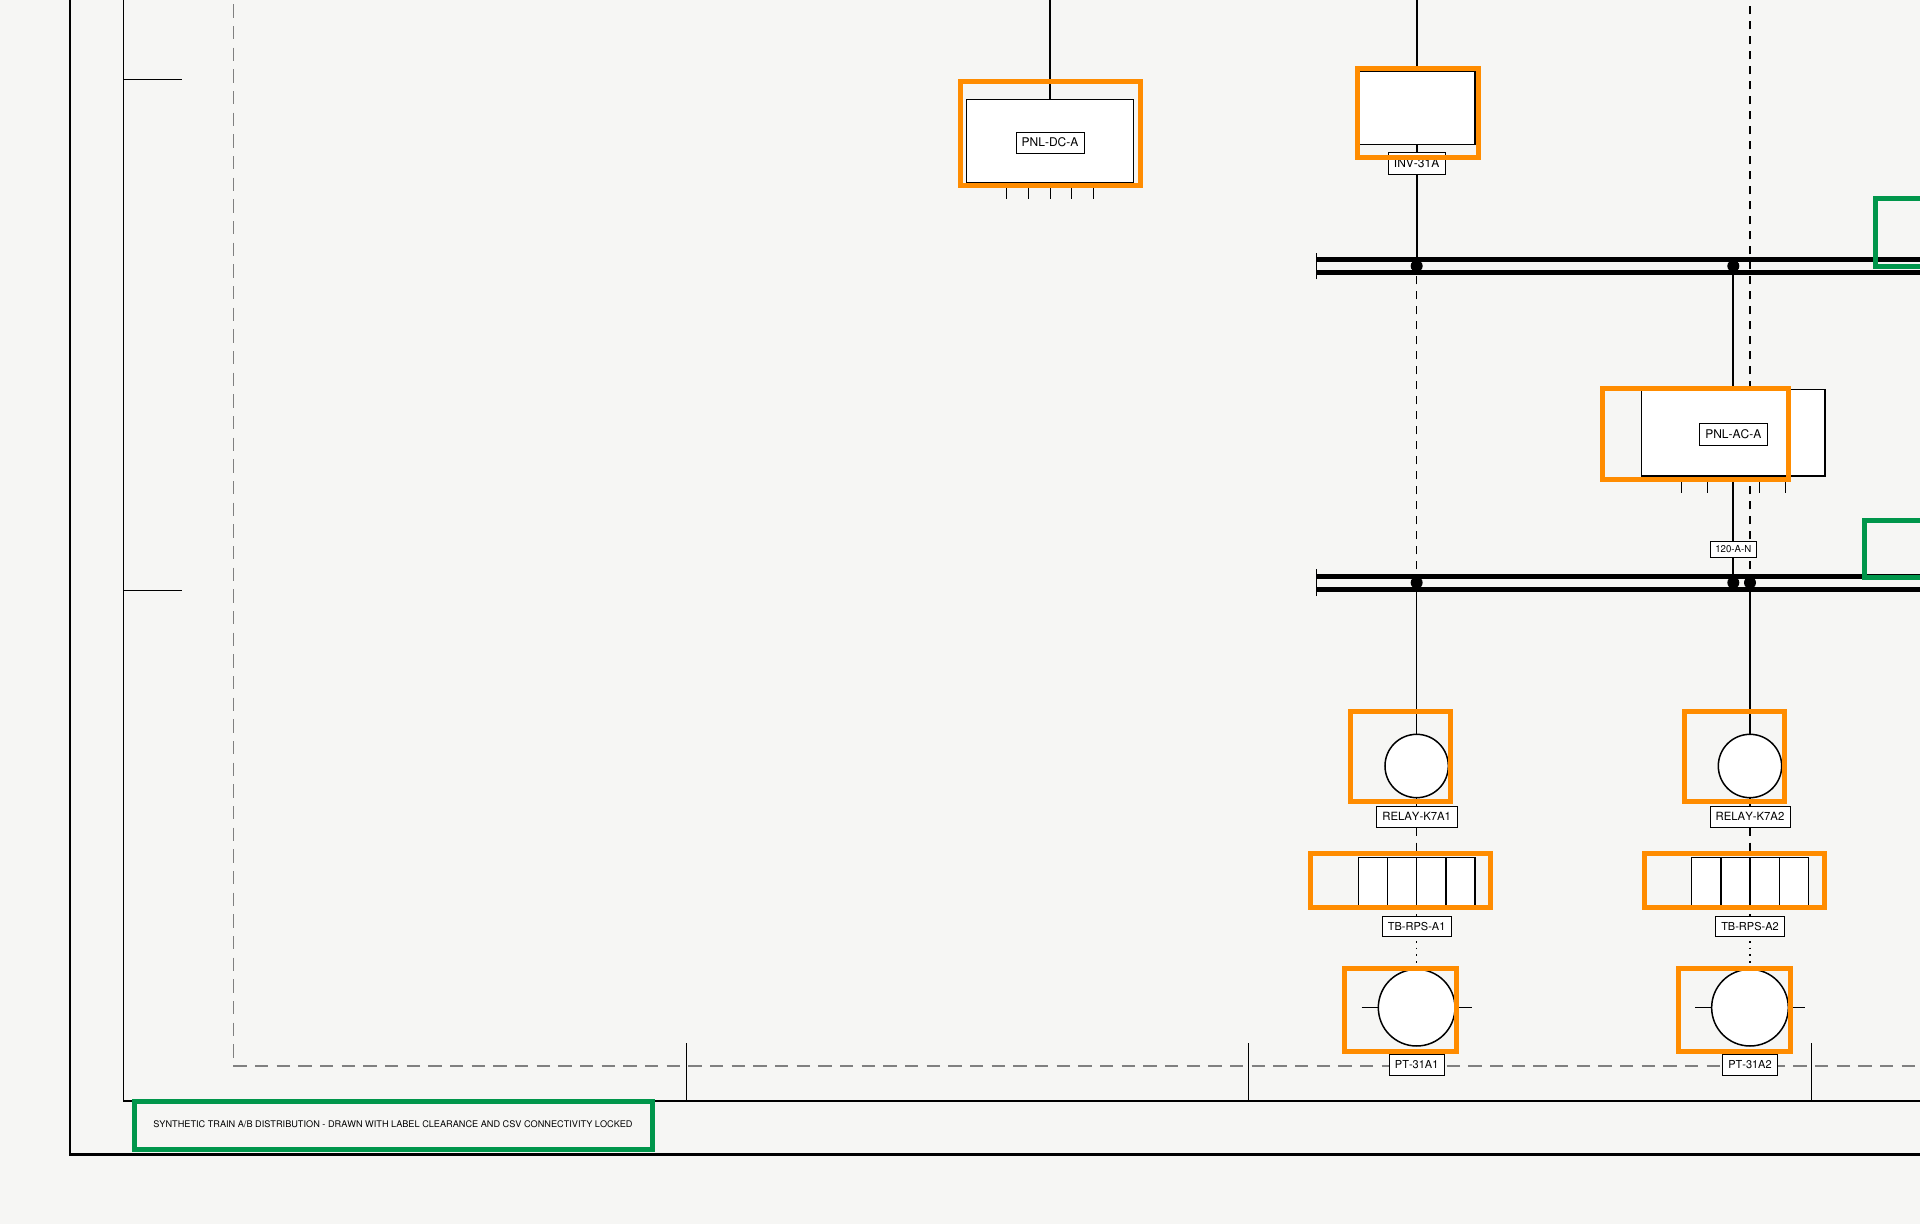 PNL-DC-A
INV-31A
PNL-AC-A
120-A-N
RELAY-K7A1
RELAY-K7A2
TB-RPS-A1
TB-RPS-A2
PT-31A1
PT-31A2
SYNTHETIC TRAIN A/B DISTRIBUTION - DRAWN WITH LABEL CLEARANCE AND CSV CONNECTIVITY LOCKED